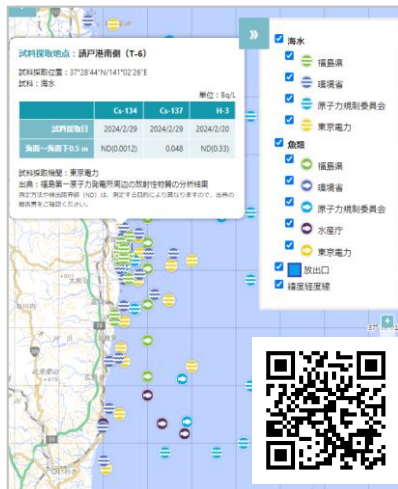 試料採取地点：請戸港南側（T-6）
試料採取位置：37°28'44"N/141°02'26"E
試料：海水
単位：Bq/L
Cs-134 Cs-137 H-3
試料採取日 2024/2/29 2024/2/29 2024/2/20
海面～海面下0.5 m ND(0.0012) 0.048 ND(0.33)
試料採取機関：東京電力
出典：福島第一原子力発電所周辺の放射性物質の分析結果
測定方法や検出限界値（ND）は、測定する目的により異なりますので、出典の
報告書をご確認ください。
»
海水
福島県
環境省
原子力規制委員会
東京電力
魚類
福島県
環境省
原子力規制委員会
水産庁
東京電力
放出口
緯度経度線